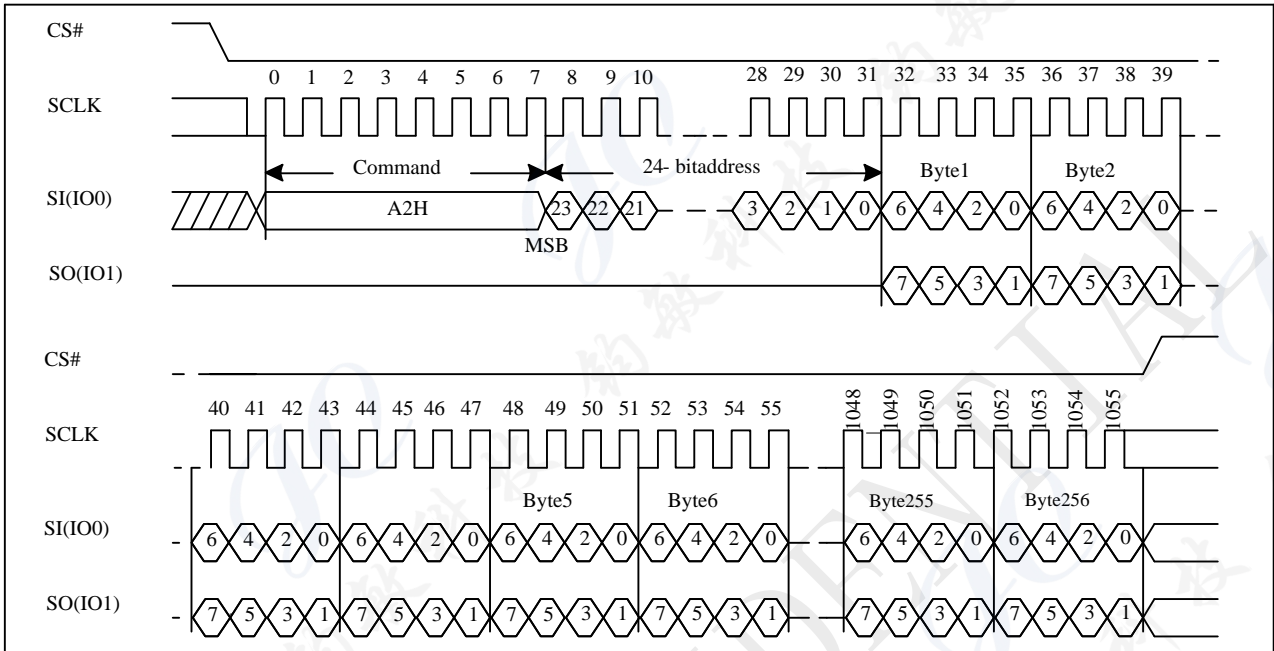 CS#
0 1 2 3 4 5 6 7 8 9 10 28 29 30 31 32 33 34 35 36 37 38 39
SCLK
Command 24- bitaddress Byte1 Byte2
SI(IO0) A2H 23 22 21 3 2 1 0 6 4 2 0 6 4 2 0
MSB
SO(IO1) 7 5 3 1 7 5 3 1
CS#
40 41 42 43 44 45 46 47 48 49 50 51 52 53 54 55 1048 1049 1050 1051 1052 1053 1054 1055
SCLK
Byte5 Byte6 Byte255 Byte256
SI(IO0) 6 4 2 0 6 4 2 0 6 4 2 0 6 4 2 0 6 4 2 0 6 4 2 0
SO(IO1) 7 5 3 1 7 5 3 1 7 5 3 1 7 5 3 1 7 5 3 1 7 5 3 1